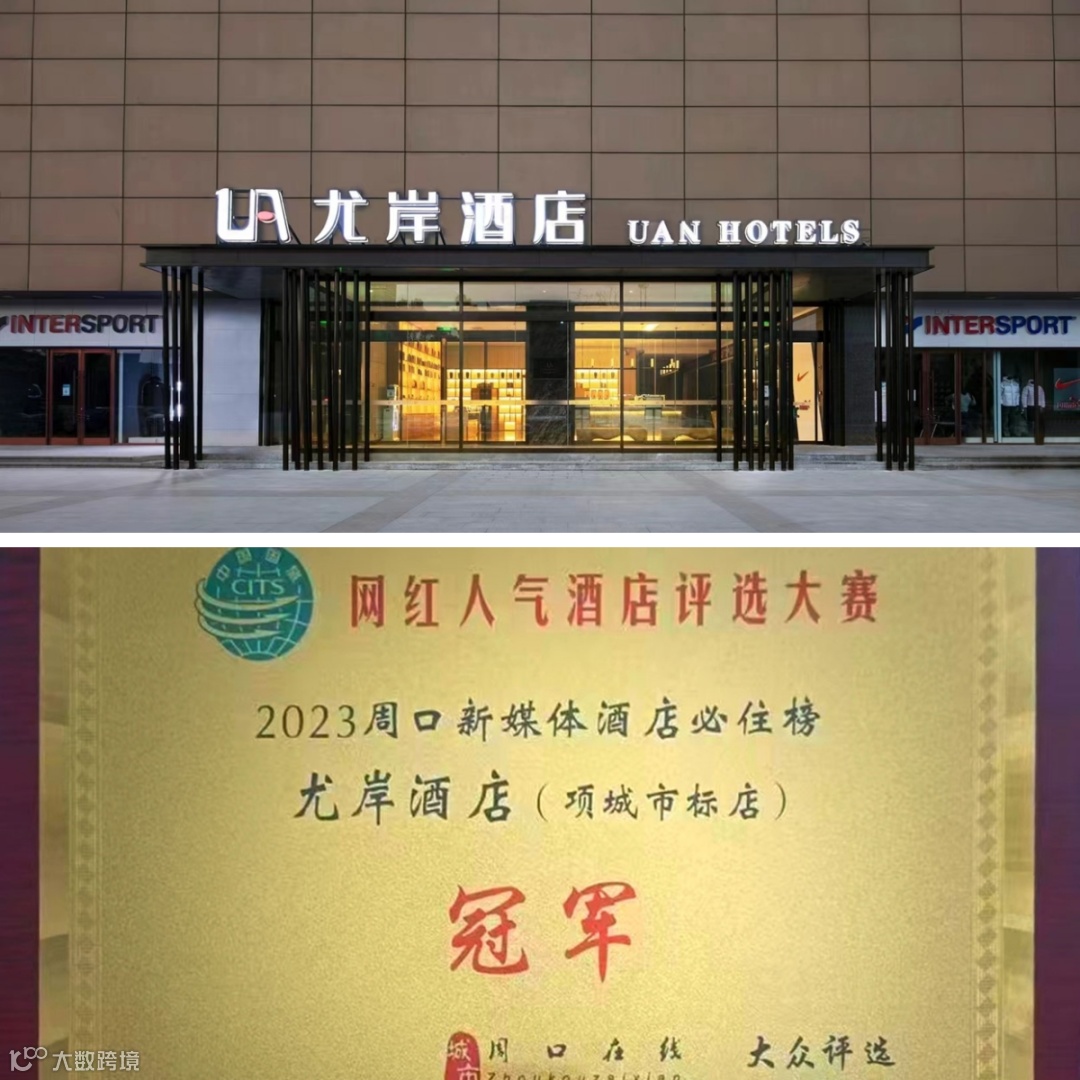 UA 尤岸酒店 UAN HOTELS
INTERSPORT
INTERSPORT
中国国旅
CITS
网红人气酒店评选大赛
2023周口新媒体酒店必住榜
尤岸酒店(项城市标店)
冠军
城市 周口在线 大众评选
Zhoukouzaixian
大数跨境